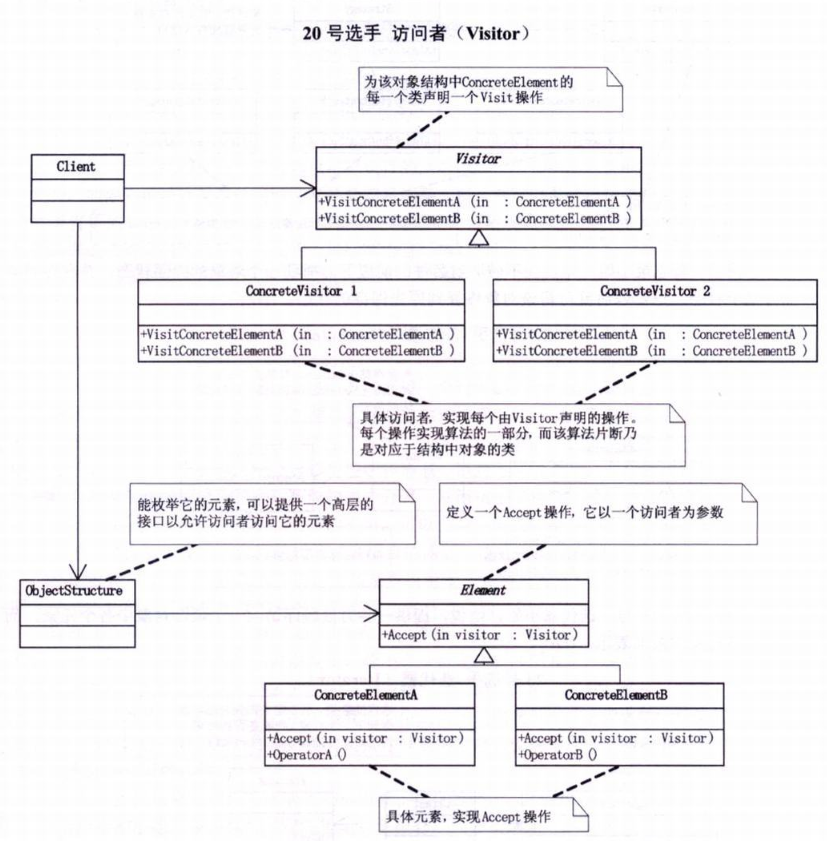 20 号选手 访问者（Visitor）
为该对象结构中ConcreteElement的
每一个类声明一个Visit操作
Client
Visitor
+VisitConcreteElementA (in : ConcreteElementA )
+VisitConcreteElementB (in : ConcreteElementB )
ConcreteVisitor 1
+VisitConcreteElementA (in : ConcreteElementA )
+VisitConcreteElementB (in : ConcreteElementB )
ConcreteVisitor 2
+VisitConcreteElementA (in : ConcreteElementA )
+VisitConcreteElementB (in : ConcreteElementB )
具体访问者，实现每个由Visitor声明的操作。
每个操作实现算法的一部分，而该算法片断乃
是对应于结构中对象的类
能枚举它的元素，可以提供一个高层的
接口以允许访问者访问它的元素
定义一个Accept操作，它以一个访问者为参数
ObjectStructure
Element
+Accept(in visitor : Visitor)
ConcreteElementA
+Accept(in visitor : Visitor)
+OperatorA()
ConcreteElementB
+Accept(in visitor : Visitor)
+OperatorB()
具体元素，实现Accept操作